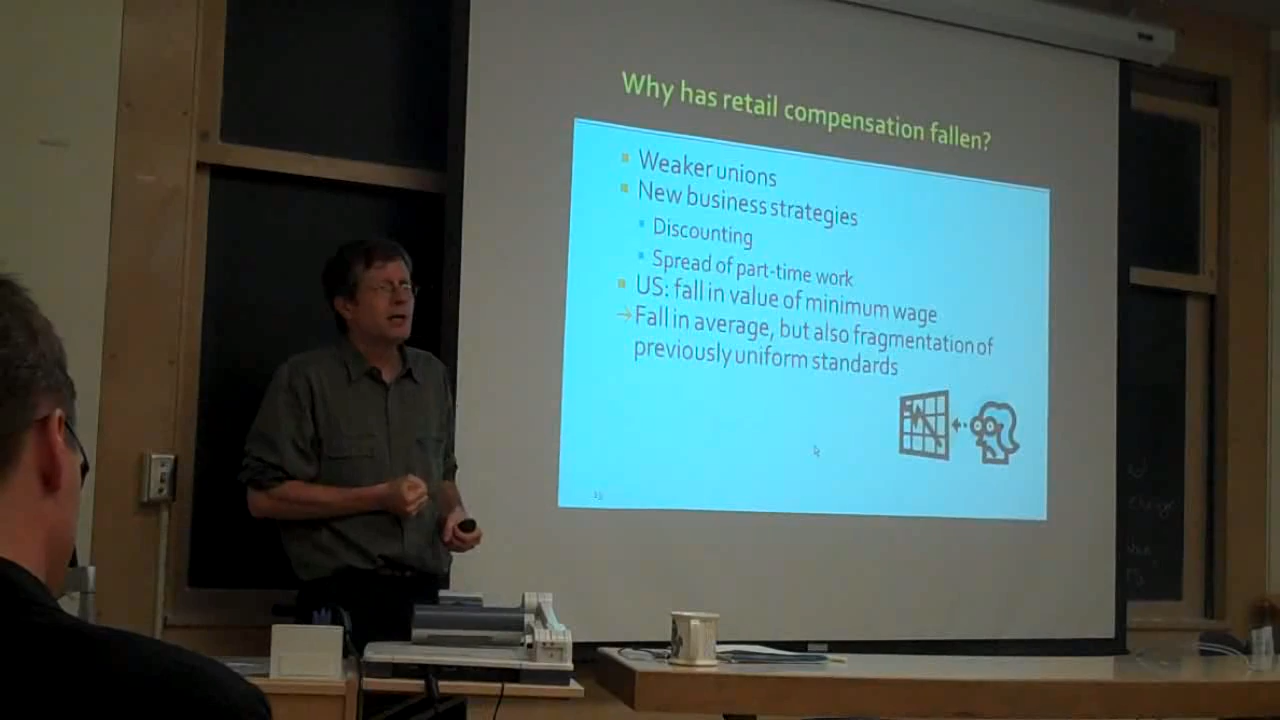 Why has retail compensation fallen?
Weaker unions
New business strategies
Discounting
Spread of part-time work
US: fall in value of minimum wage
→Fall in average, but also fragmentation of
previously uniform standards